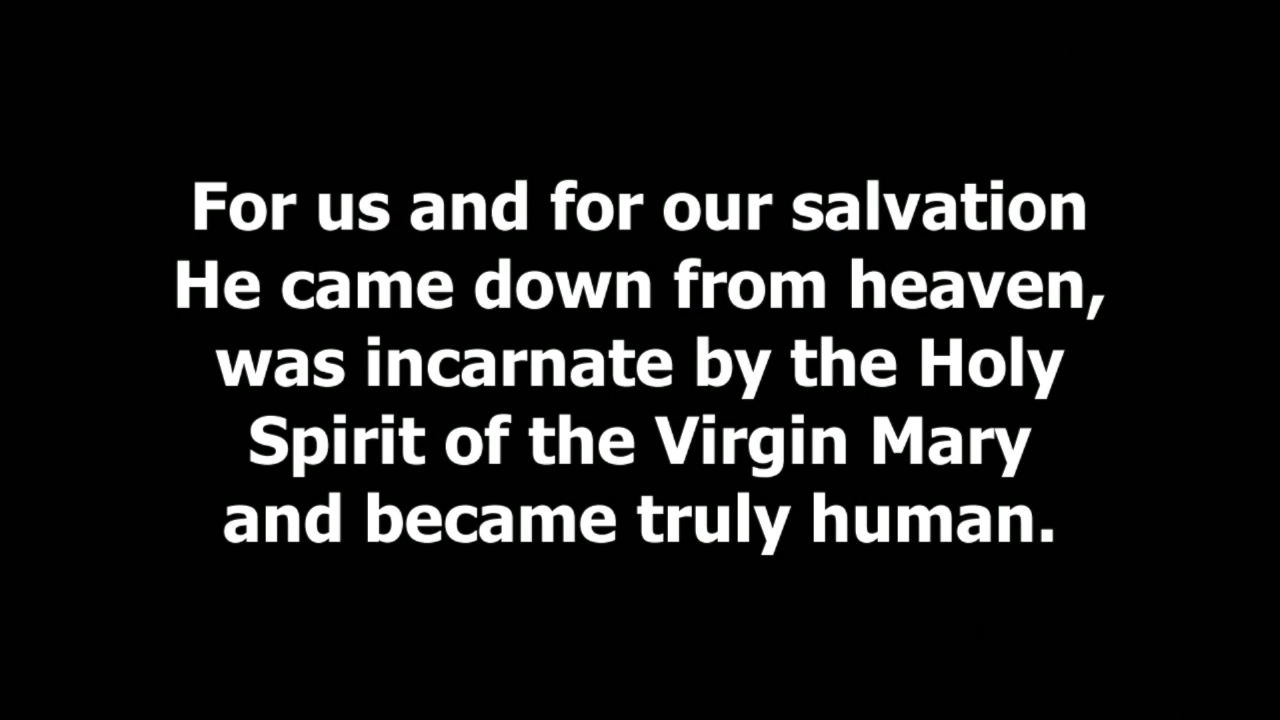 For us and for our salvation
He came down from heaven,
was incarnate by the Holy
Spirit of the Virgin Mary
and became truly human.